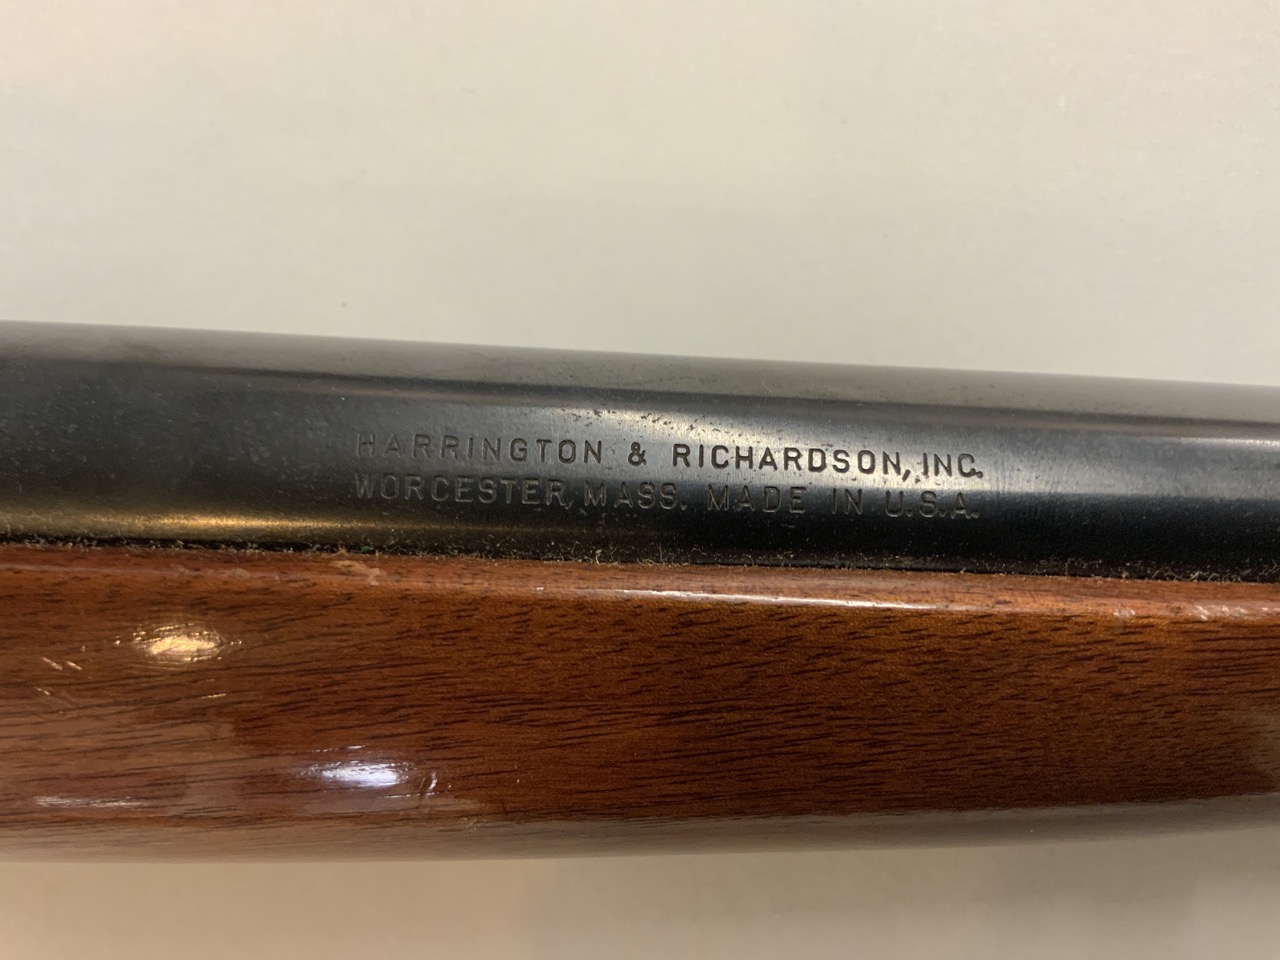 HARRINGTON & RICHARDSON, INC.
WORCESTER, MASS. MADE IN U.S.A.